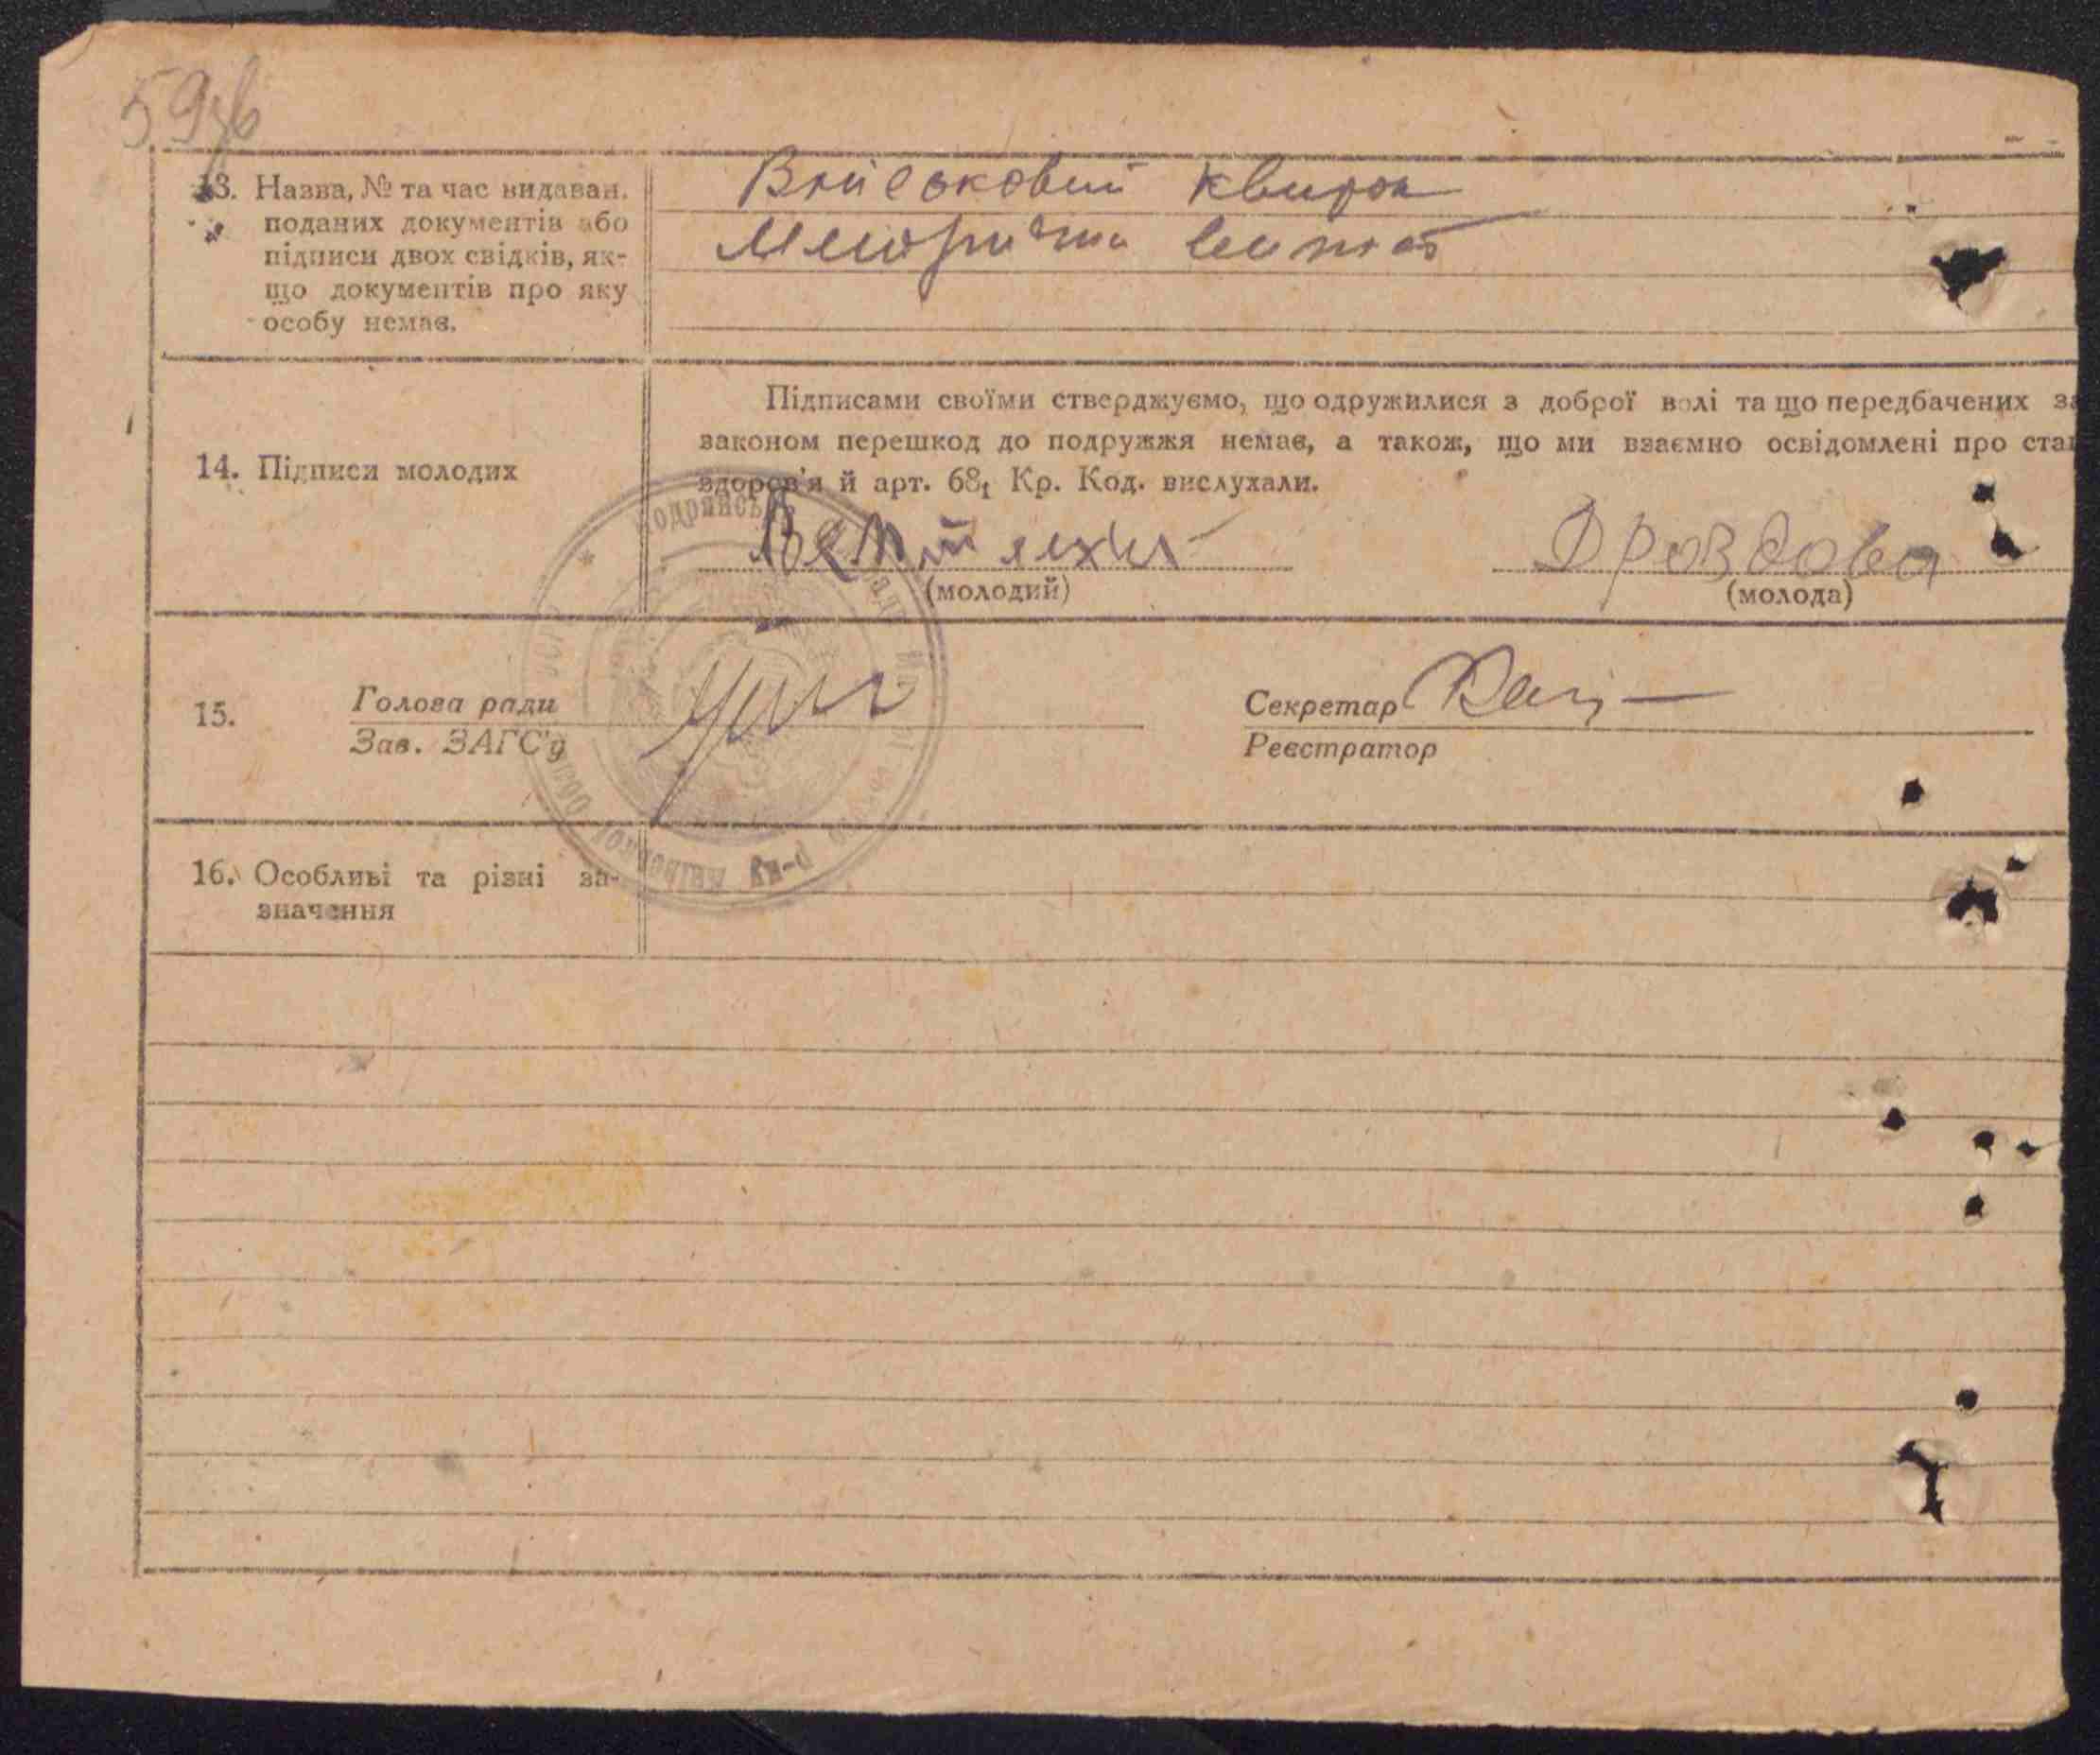 13. Назва, № та час видаван.
поданих документів або
підписи двох свідків, як-
що документів про яку
особу немає.
Військовий квиток
14. Підписи молодих
Підписами своїми стверджуємо, що одружилися з доброї волі та що передбачених за
законом перешкод до подружжя немає, а також, що ми взаємно освідомлені про стан
здоров'я й арт. 68₁ Кр. Код. вислухали.
Дроздова
(молодий)
(молода)
15.
Голова ради
Зав. ЗАГС'у
Секретар
Реєстратор
16. Особливі та різні за-
значення